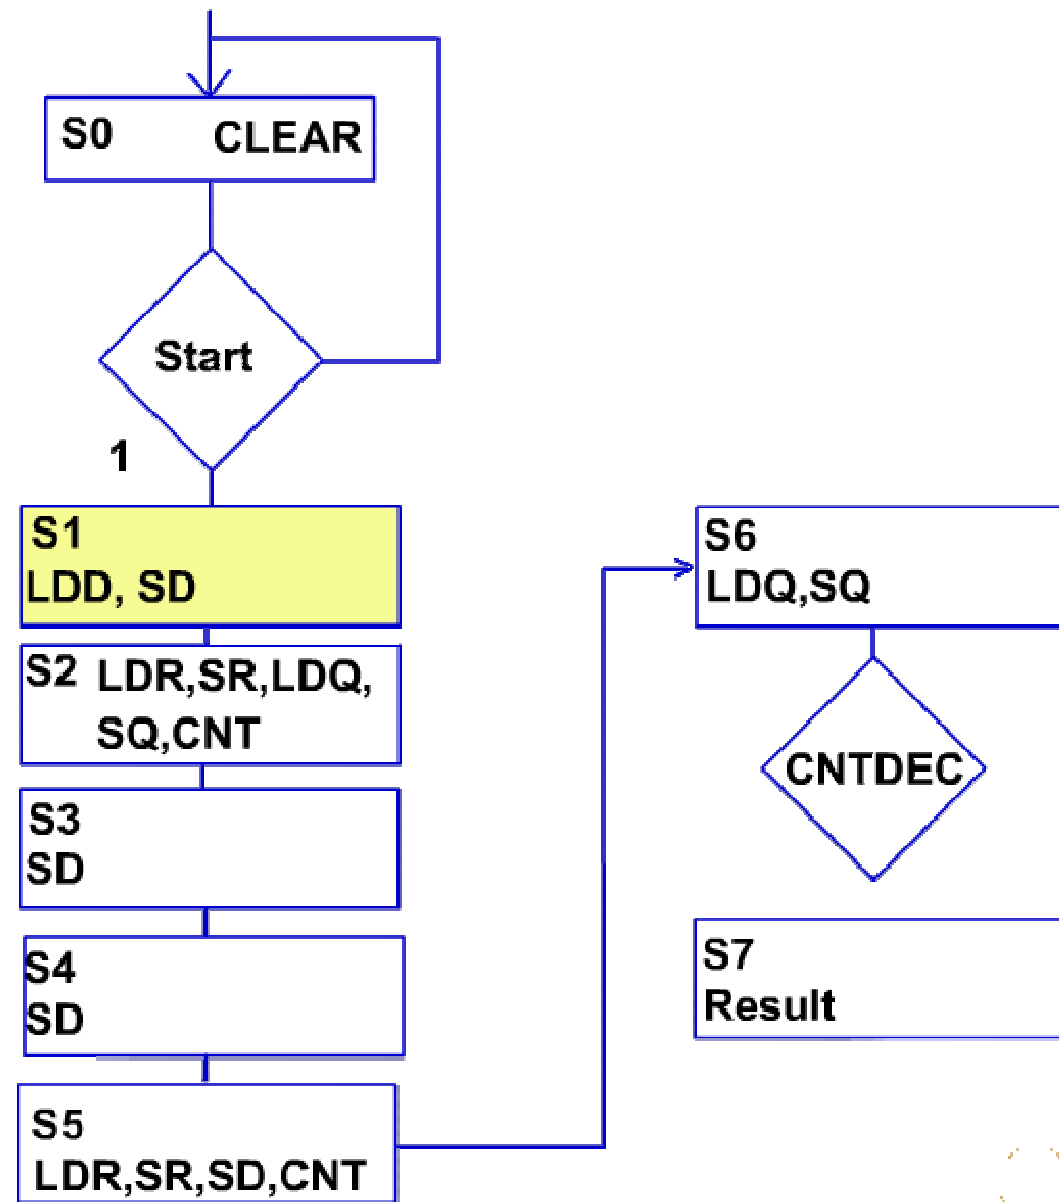 S0 CLEAR
Start
1
S1
LDD, SD
S2 LDR,SR,LDQ,
SQ,CNT
S3
SD
S4
SD
S5
LDR,SR,SD,CNT
S6
LDQ,SQ
CNTDEC
S7
Result